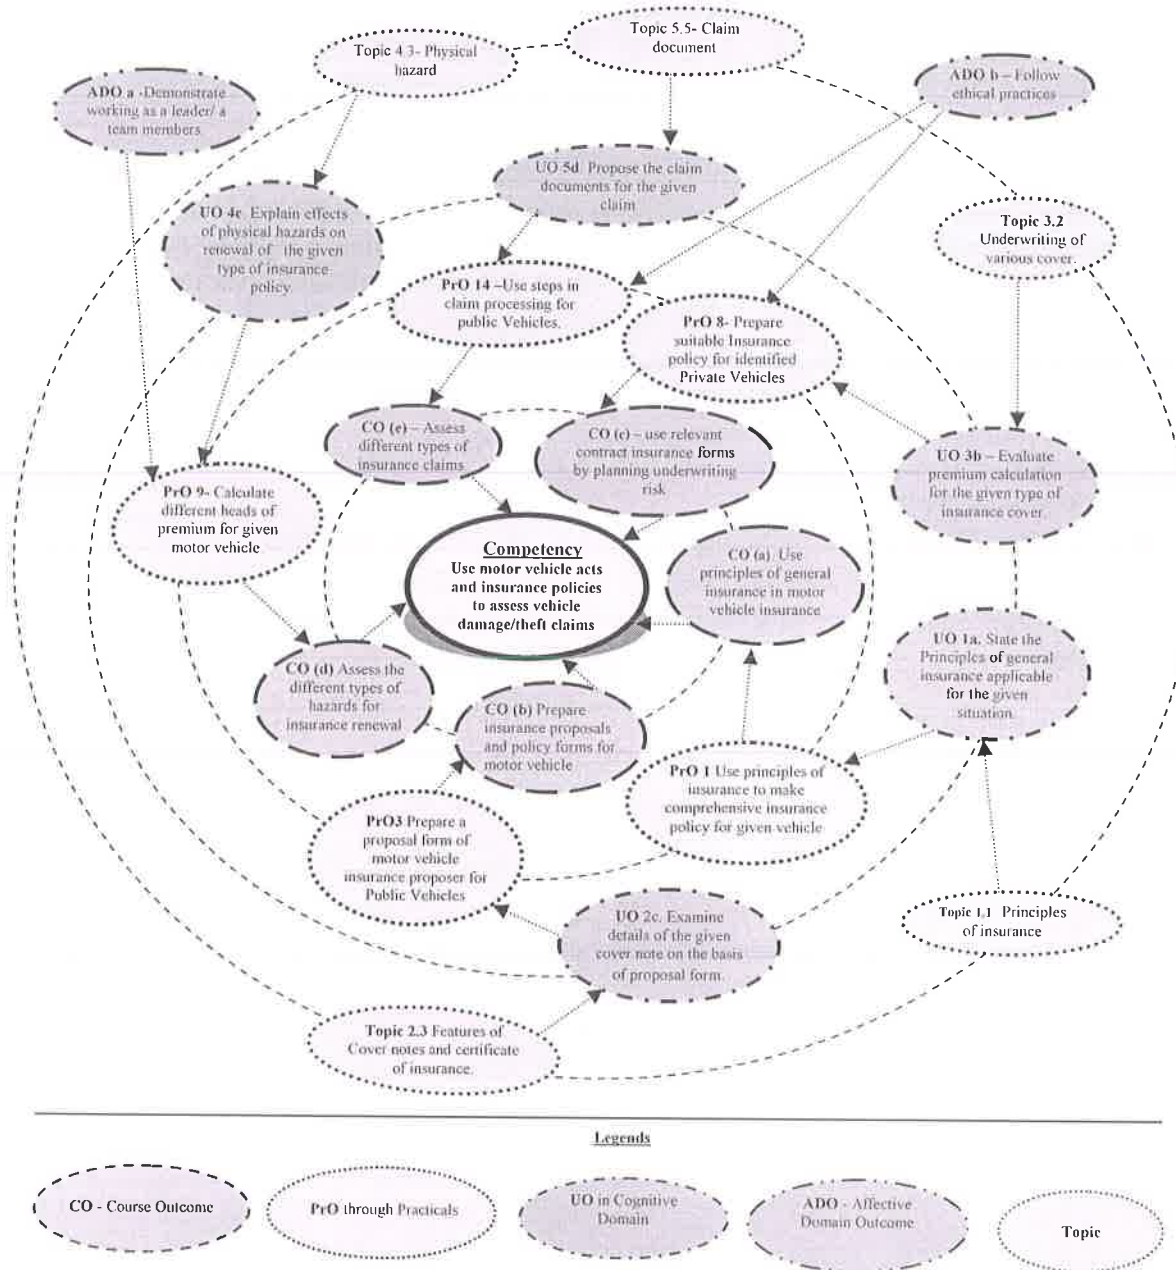 Topic 5.5- Claim
document
Topic 4.3- Physical
hazard
ADO a -Demonstrate
working as a leader/ a
team members
ADO b – Follow
ethical practices
UO 5d. Propose the claim
documents for the given
claim
UO 4c. Explain effects
of physical hazards on
renewal of the given
type of insurance
policy.
Topic 3.2
Underwriting of
various cover.
PrO 14 –Use steps in
claim processing for
public Vehicles.
PrO 8- Prepare
suitable Insurance
policy for identified
Private Vehicles
CO (e) – Assess
different types of
insurance claims
CO (c) – use relevant
contract insurance forms
by planning underwriting
risk
UO 3b – Evaluate
premium calculation
for the given type of
insurance cover.
PrO 9- Calculate
different heads of
premium for given
motor vehicle
Competency
Use motor vehicle acts
and insurance policies
to assess vehicle
damage/theft claims
CO (a). Use
principles of general
insurance in motor
vehicle insurance
UO 1a. State the
Principles of general
insurance applicable
for the given
situation.
CO (d) Assess the
different types of
hazards for
insurance renewal
CO (b) Prepare
insurance proposals
and policy forms for
motor vehicle
PrO 1 Use principles of
insurance to make
comprehensive insurance
policy for given vehicle
PrO3 Prepare a
proposal form of
motor vehicle
insurance proposer for
Public Vehicles
UO 2c. Examine
details of the given
cover note on the basis
of proposal form.
Topic 1.1 Principles
of insurance
Topic 2.3 Features of
Cover notes and certificate
of insurance.
Legends
CO - Course Outcome
PrO through Practicals
UO in Cognitive
Domain
ADO - Affective
Domain Outcome
Topic